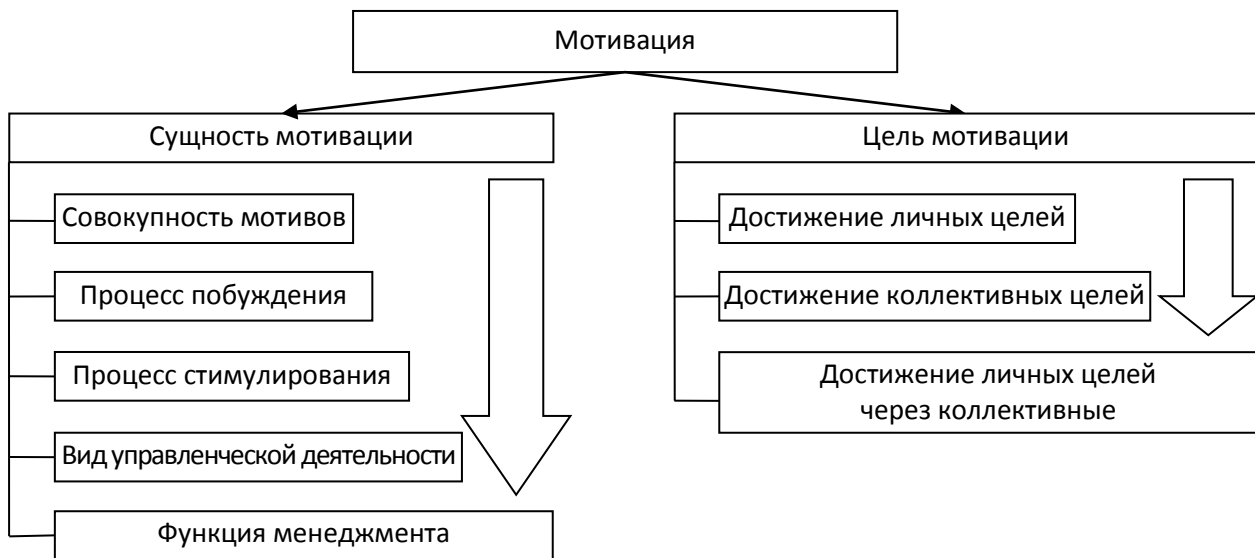 Мотивация
Сущность мотивации
Совокупность мотивов
Процесс побуждения
Процесс стимулирования
Вид управленческой деятельности
Функция менеджмента
Цель мотивации
Достижение личных целей
Достижение коллективных целей
Достижение личных целей
через коллективные